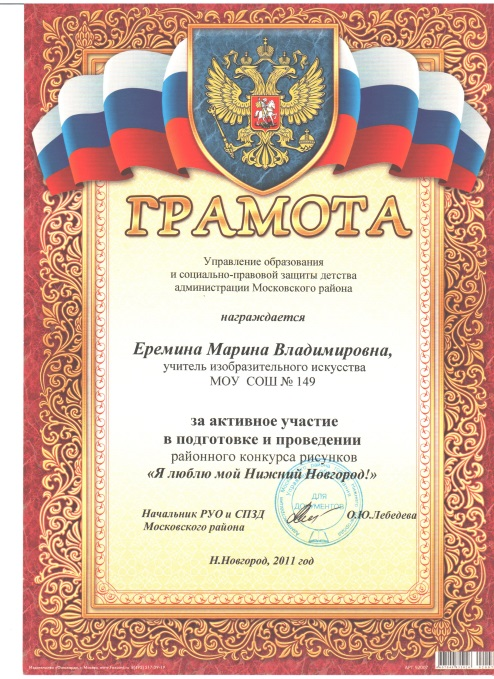 ГРАМОТА
Управление образования
и социально-правовой защиты детства
администрации Московского района
награждается
Еремина Марина Владимировна,
учитель изобразительного искусства
МОУ СОШ № 149
за активное участие
в подготовке и проведении
районного конкурса рисунков
«Я люблю мой Нижний Новгород!»
ДЛЯ
ДОКУМЕНТОВ
Начальник РУО и СПЗД О.Ю.Лебедева
Московского района
Н.Новгород, 2011 год